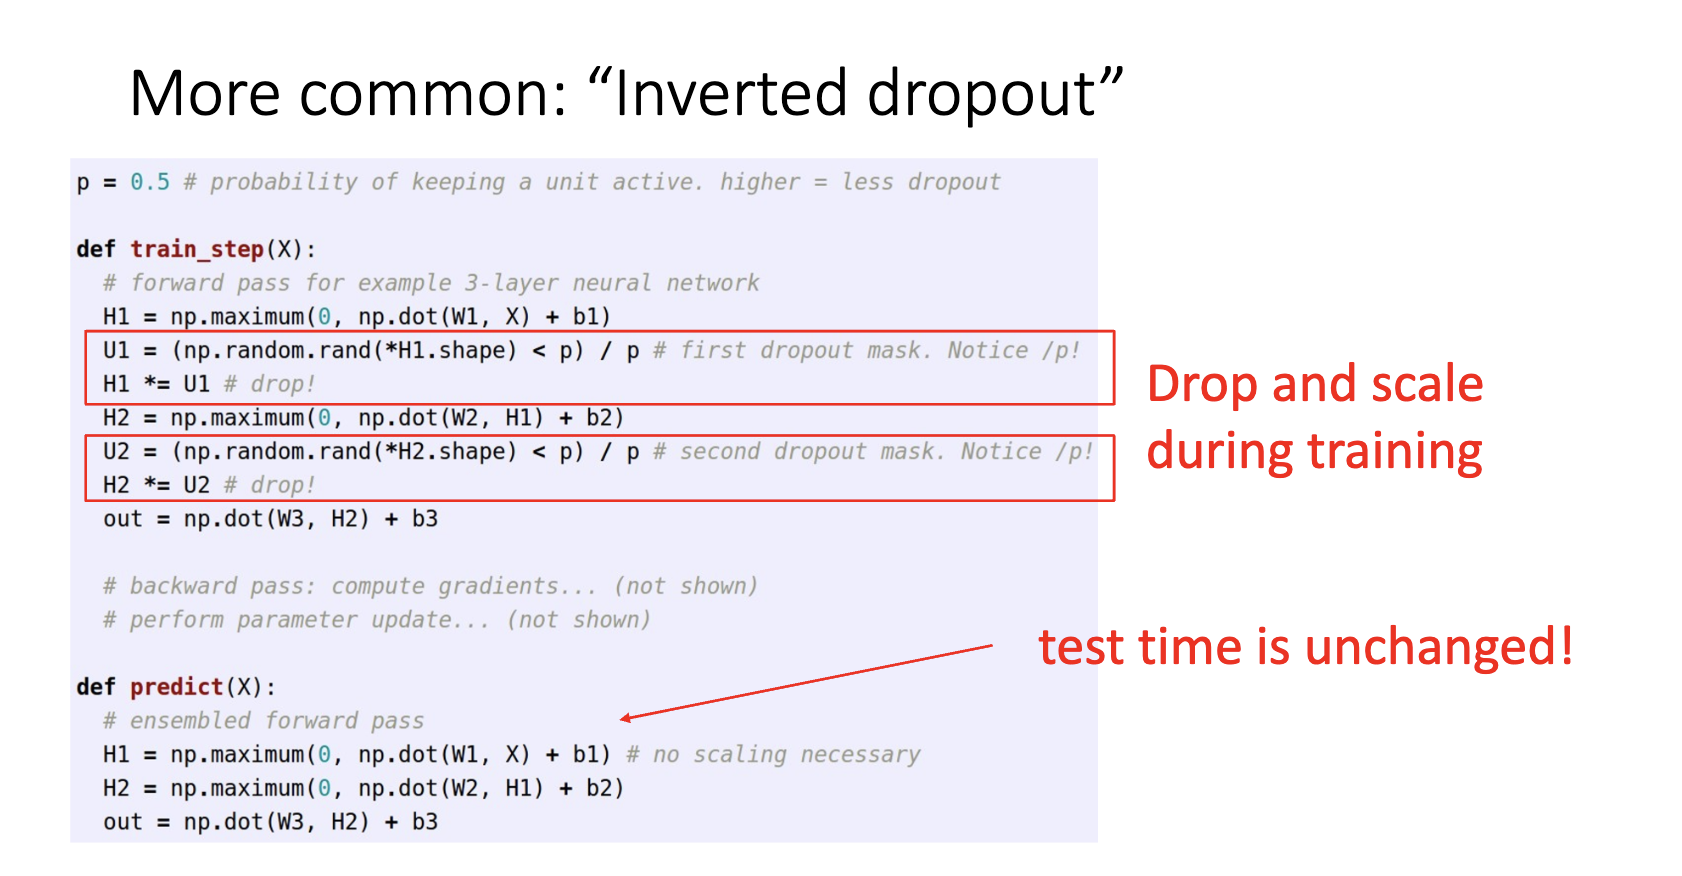 More common: “Inverted dropout”
p = 0.5 # probability of keeping a unit active. higher = less dropout
def train_step(X):
# forward pass for example 3-layer neural network
H1 = np.maximum(0, np.dot(W1, X) + b1)
U1 = (np.random.rand(*H1.shape) < p) / p # first dropout mask. Notice /p!
H1 *= U1 # drop!
H2 = np.maximum(0, np.dot(W2, H1) + b2)
U2 = (np.random.rand(*H2.shape) < p) / p # second dropout mask. Notice /p!
H2 *= U2 # drop!
out = np.dot(W3, H2) + b3
Drop and scale
during training
# backward pass: compute gradients... (not shown)
# perform parameter update... (not shown)
test time is unchanged!
def predict(X):
# ensembled forward pass
H1 = np.maximum(0, np.dot(W1, X) + b1) # no scaling necessary
H2 = np.maximum(0, np.dot(W2, H1) + b2)
out = np.dot(W3, H2) + b3